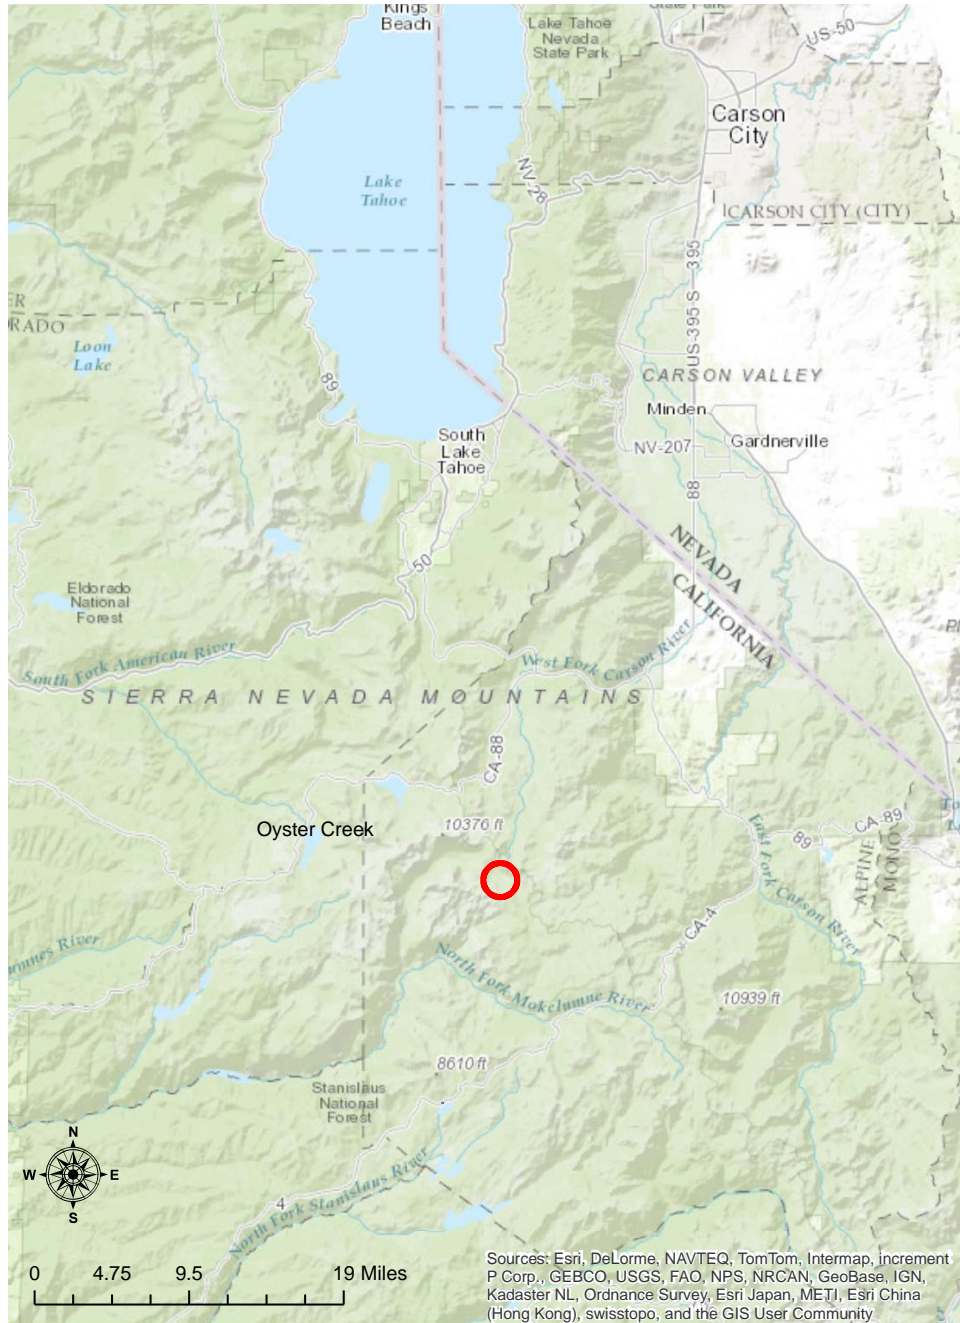 Kings
Beach
Lake Tahoe
Nevada
State Park
State Park
US-50
Carson
City
Lake
Tahoe
NV-28
CARSON CITY (CITY)
395
US-395-S
ER
RADO
Loon
Lake
89
CARSON VALLEY
Minden
Gardnerville
South
Lake
Tahoe
NV-207
88
50
NEVADA
CALIFORNIA
Eldorado
National
Forest
South Fork American River
West Fork Carson River
SIERRA NEVADA MOUNTAINS
CA-88
Oyster Creek
10376 ft
East Fork Carson River
89
CA-89
ALPINE
MONO
CA-4
umnes River
North Fork Mokelumne River
10939 ft
8610 ft
Stanislaus
National
Forest
4
North Fork Stanislaus River
N
W
E
S
0 4.75 9.5 19 Miles
Sources: Esri, DeLorme, NAVTEQ, TomTom, Intermap, increment
P Corp., GEBCO, USGS, FAO, NPS, NRCAN, GeoBase, IGN,
Kadaster NL, Ordnance Survey, Esri Japan, METI, Esri China
(Hong Kong), swisstopo, and the GIS User Community